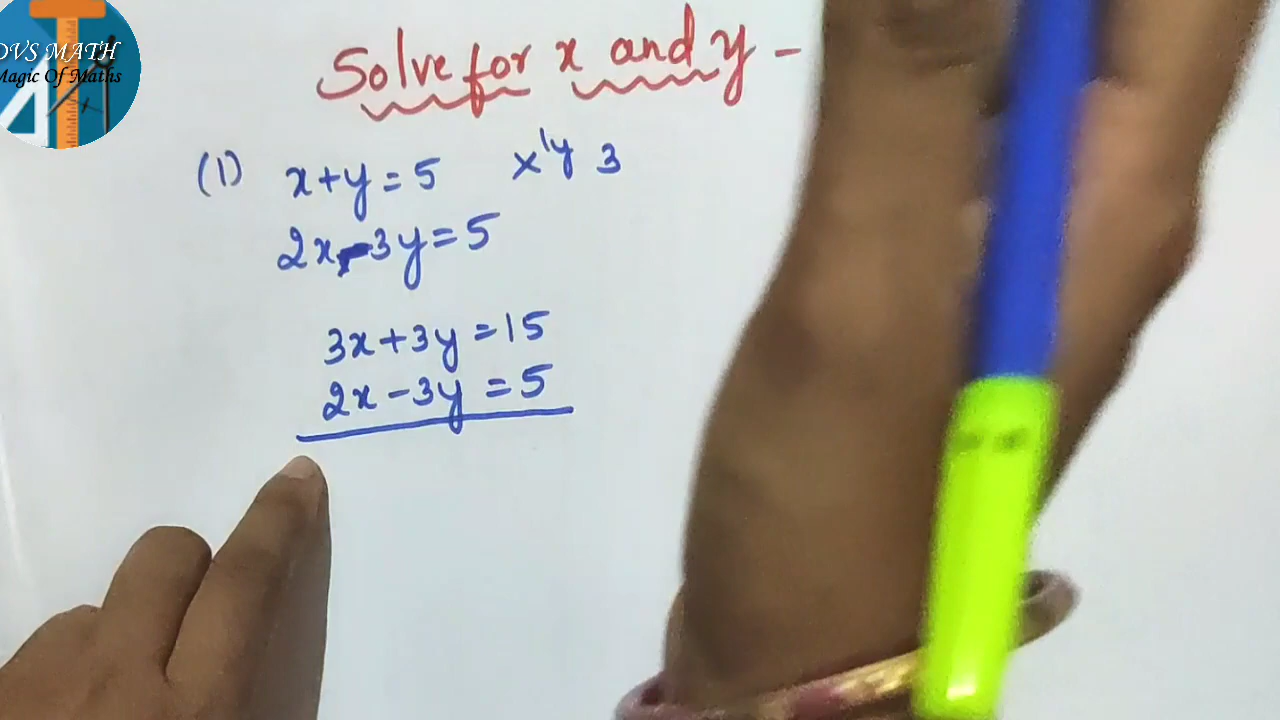 DVS MATH
Magic Of Maths
Solve for x and y -
(1) x+y=5 x'y 3
2x-3y=5
3x+3y=15
2x-3y=5